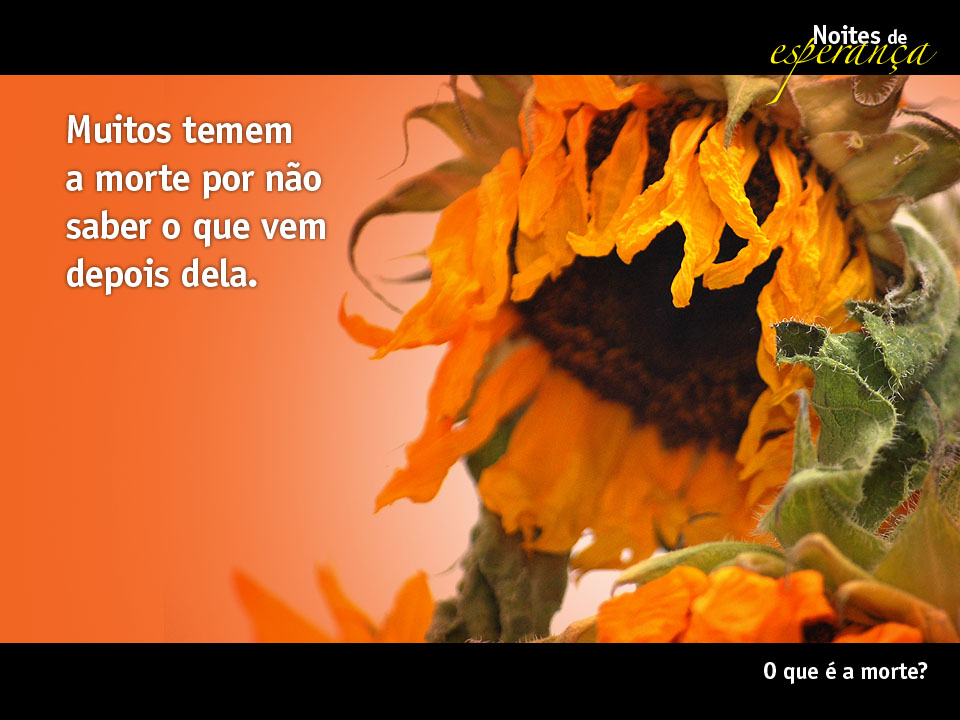 Noites de
esperança
Muitos temem
a morte por não
saber o que vem
depois dela.
O que é a morte?